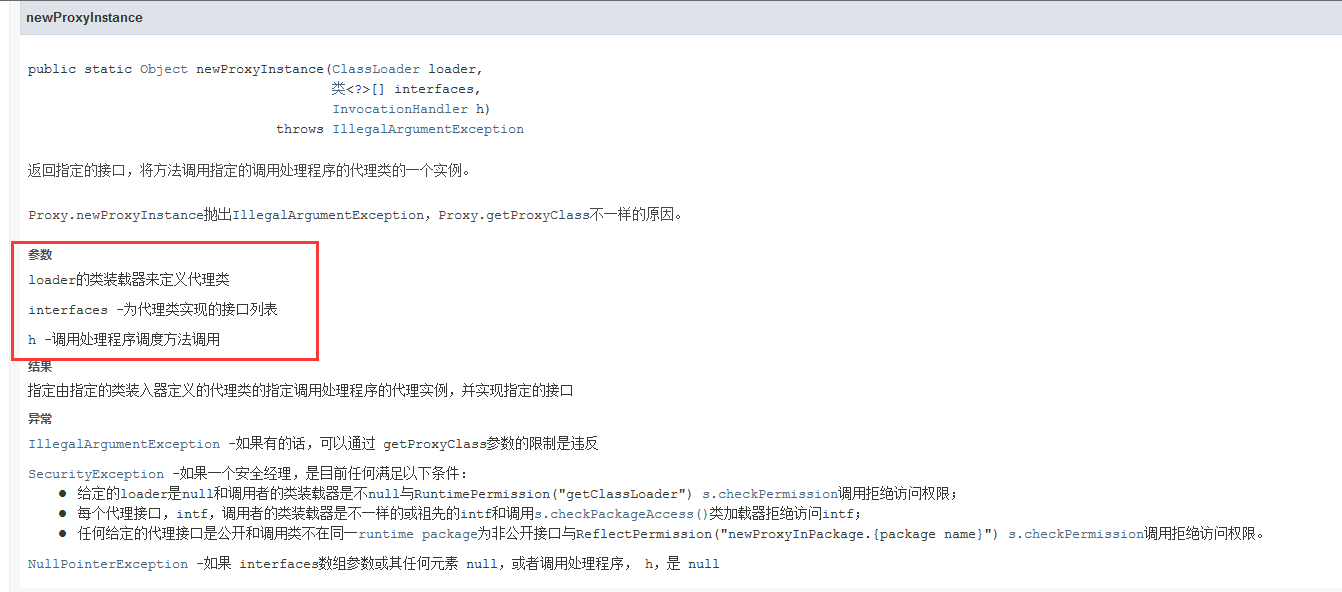 newProxyInstance
public static Object newProxyInstance(ClassLoader loader,
类<?>[] interfaces,
InvocationHandler h)
throws IllegalArgumentException
返回指定的接口，将方法调用指定的调用处理程序的代理类的一个实例。
Proxy.newProxyInstance抛出IllegalArgumentException，Proxy.getProxyClass不一样的原因。
参数
loader的类装载器来定义代理类
interfaces -为代理类实现的接口列表
h -调用处理程序调度方法调用
结果
指定由指定的类装入器定义的代理类的指定调用处理程序的代理实例，并实现指定的接口
异常
IllegalArgumentException -如果有的话，可以通过 getProxyClass参数的限制是违反
SecurityException -如果一个安全经理，是目前任何满足以下条件：
● 给定的loader是null和调用者的类装载器是不null与RuntimePermission("getClassLoader") s.checkPermission调用拒绝访问权限；
● 每个代理接口，intf，调用者的类装载器是不一样的或祖先的intf和调用s.checkPackageAccess()类加载器拒绝访问intf；
● 任何给定的代理接口是公开和调用类不在同一runtime package为非公开接口与ReflectPermission("newProxyInPackage.{package name}") s.checkPermission调用拒绝访问权限。
NullPointerException -如果 interfaces数组参数或其任何元素 null，或者调用处理程序， h，是 null